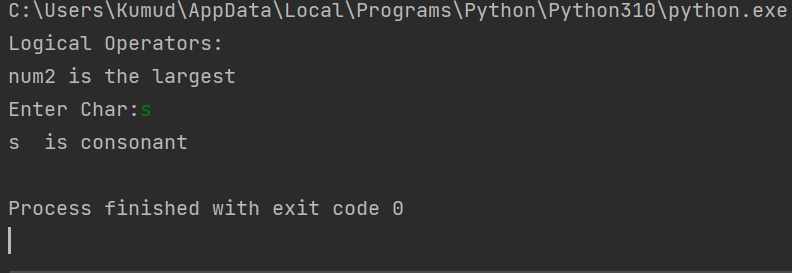 C:\Users\Kumud\AppData\Local\Programs\Python\Python310\python.exe
Logical Operators:
num2 is the largest
Enter Char:s
s  is consonant
Process finished with exit code 0